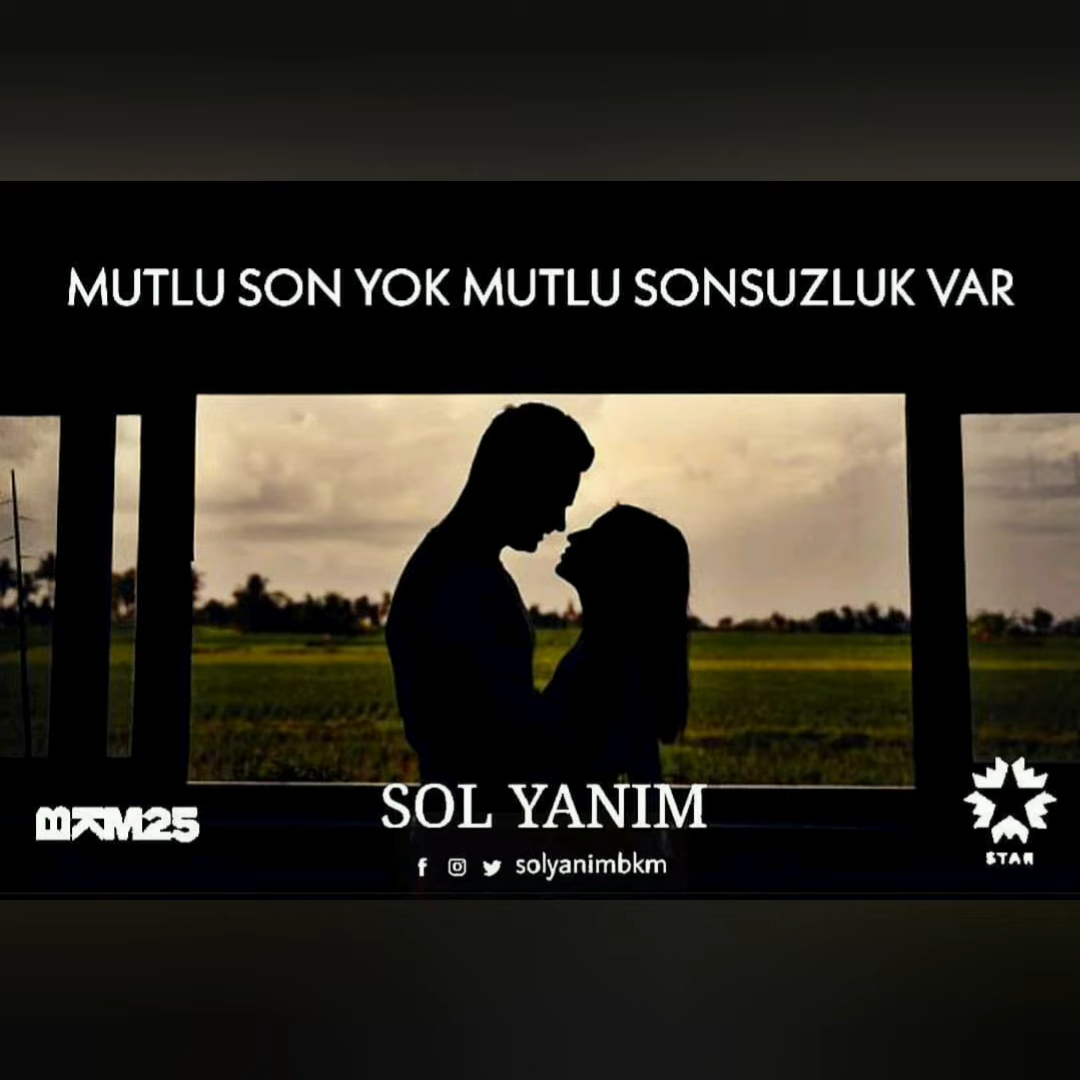 MUTLU SON YOK MUTLU SONSUZLUK VAR
SOL YANIM
BKM25
solyanimbkm
STAR